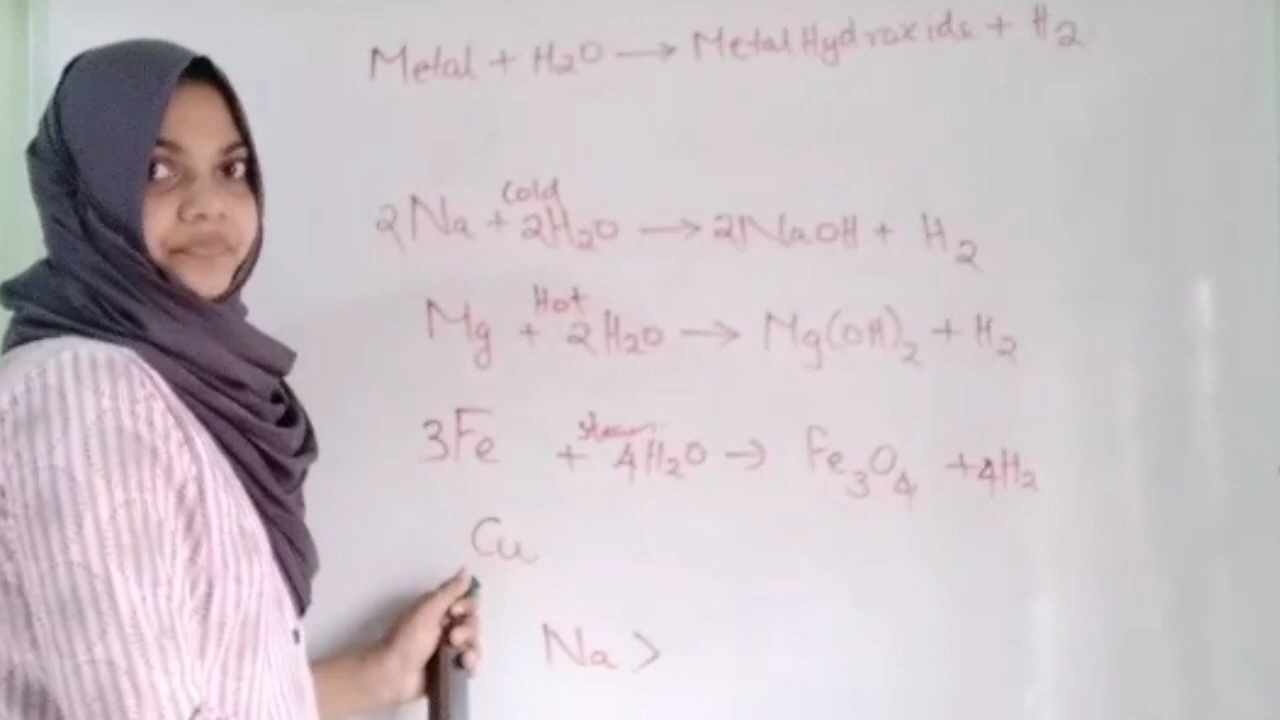 Metal + H₂O → Metal Hydroxids + H₂
Cold
2Na + 2H₂O → 2NaOH + H₂
Hot
Mg + 2H₂O → Mg(OH)₂ + H₂
steam
3Fe + 4H₂O → Fe₃O₄ + 4H₂
Cu
Na >